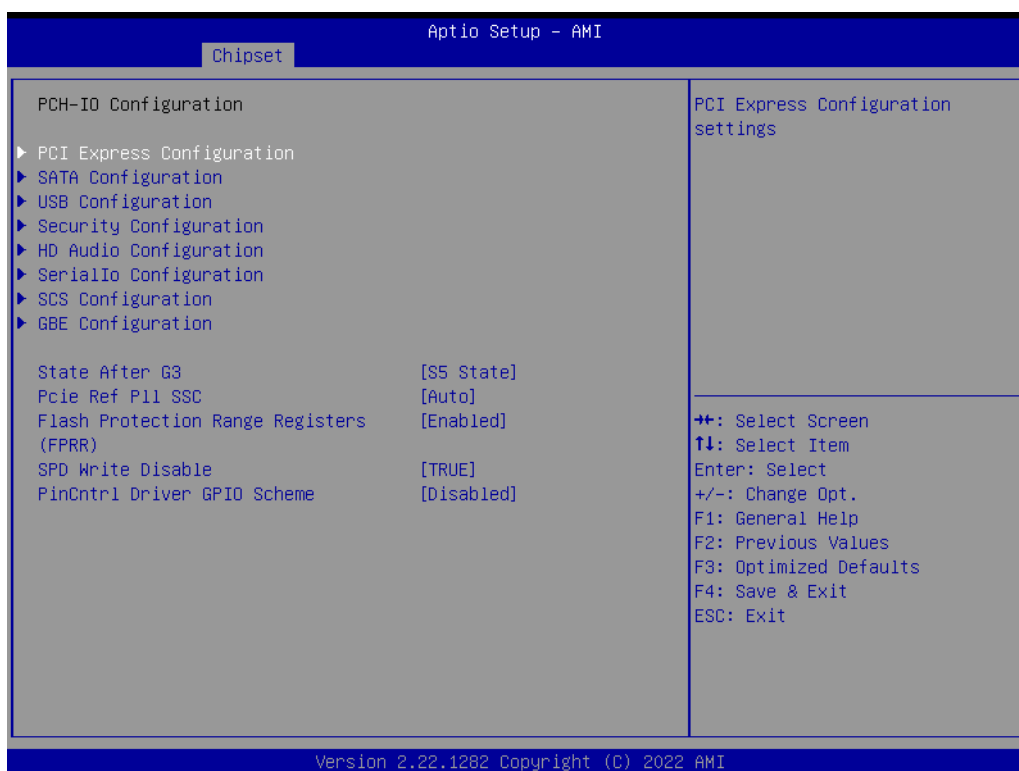 Aptio Setup – AMI
Chipset
PCH-IO Configuration
PCI Express Configuration
SATA Configuration
USB Configuration
Security Configuration
HD Audio Configuration
SerialIo Configuration
SCS Configuration
GBE Configuration
State After G3 [S5 State]
Pcie Ref Pll SSC [Auto]
Flash Protection Range Registers [Enabled]
(FPRR)
SPD Write Disable [TRUE]
PinCntrl Driver GPIO Scheme [Disabled]
PCI Express Configuration
settings
→←: Select Screen
↑↓: Select Item
Enter: Select
+/-: Change Opt.
F1: General Help
F2: Previous Values
F3: Optimized Defaults
F4: Save & Exit
ESC: Exit
Version 2.22.1282 Copyright (C) 2022 AMI